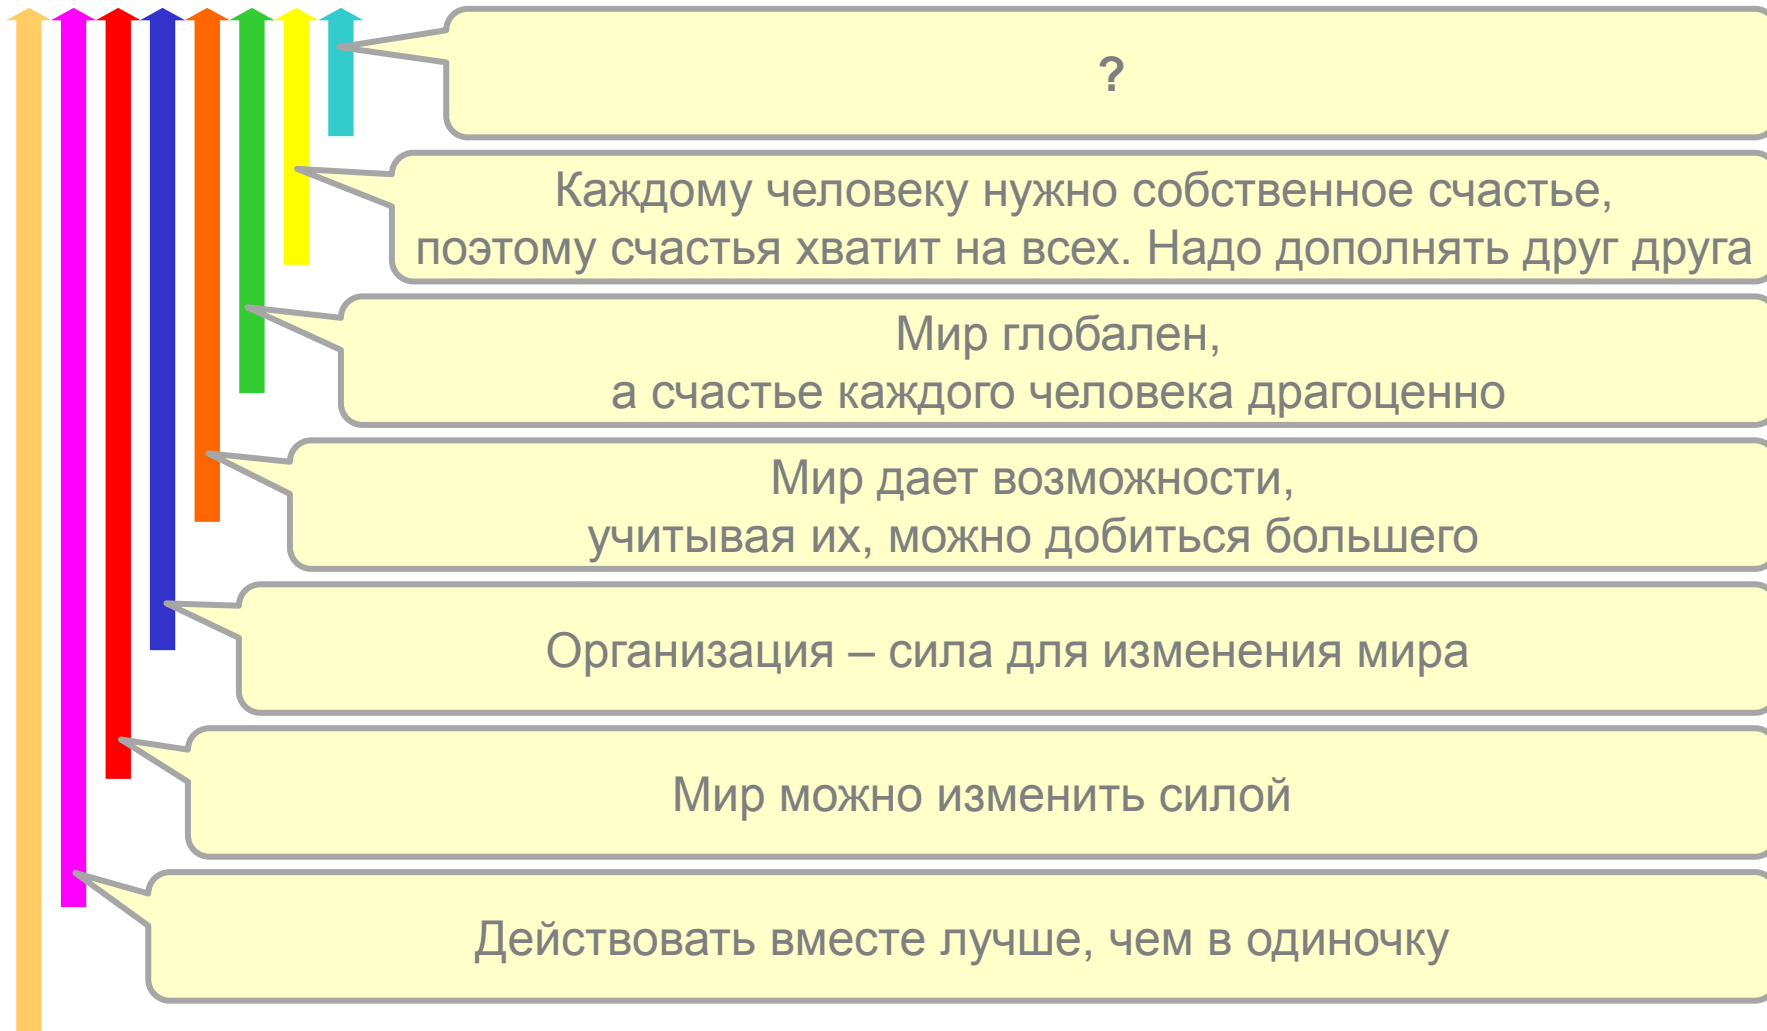 ?
Каждому человеку нужно собственное счастье,
поэтому счастья хватит на всех. Надо дополнять друг друга
Мир глобален,
а счастье каждого человека драгоценно
Мир дает возможности,
учитывая их, можно добиться большего
Организация – сила для изменения мира
Мир можно изменить силой
Действовать вместе лучше, чем в одиночку